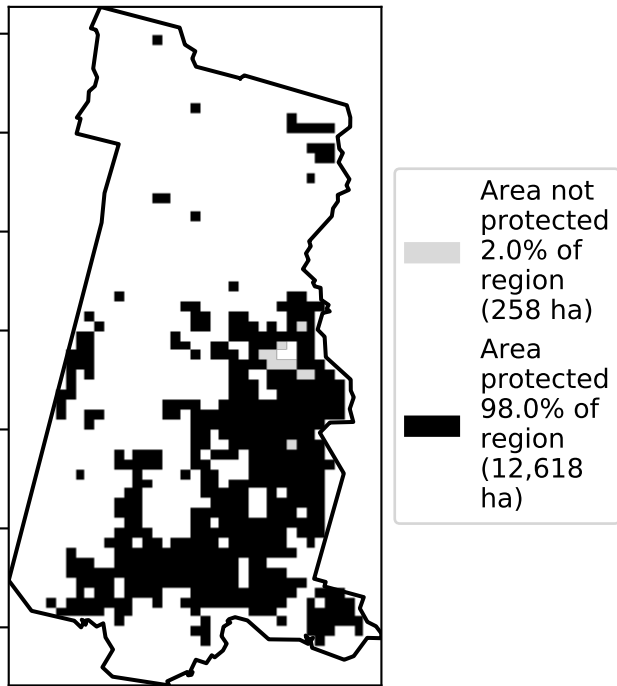 Area not
protected
2.0% of
region
(258 ha)
Area
protected
98.0% of
region
(12,618
ha)